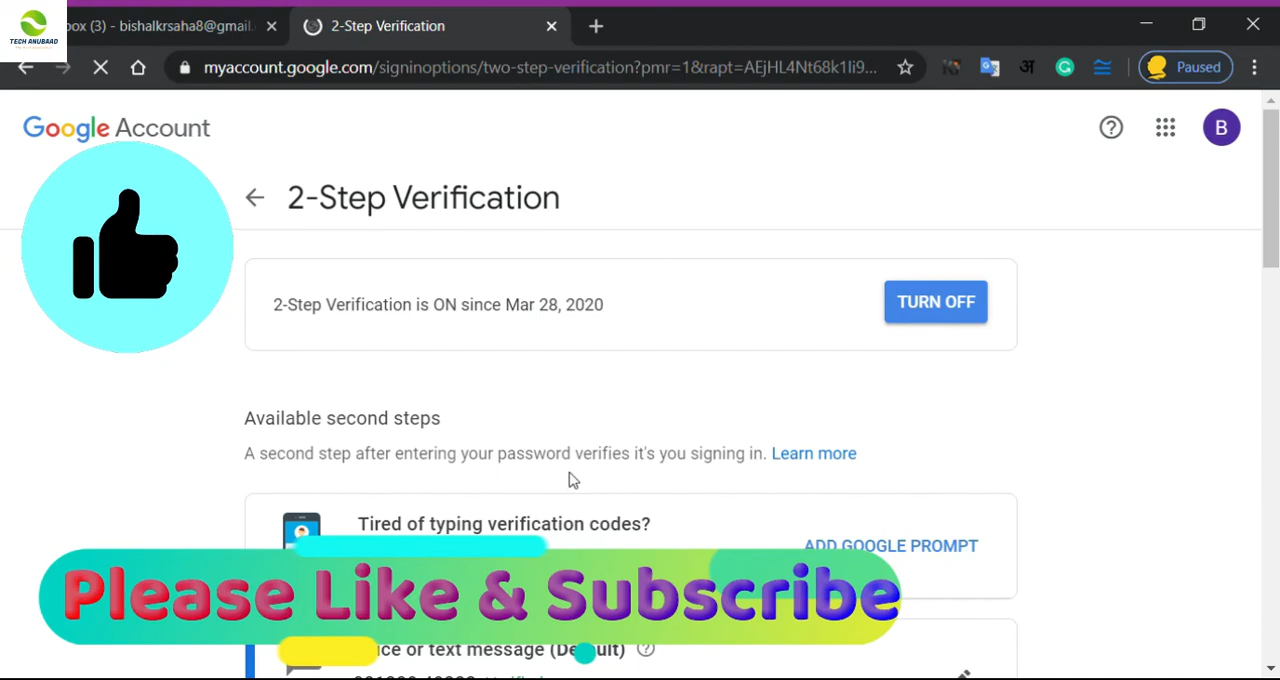 TECH ANUBAAD
box (3) - bishalkrsaha8@gmail.
2-Step Verification
myaccount.google.com/signinoptions/two-step-verification?pmr=1&rapt=AEjHL4Nt68k1li9...
अ
Paused
Google Account
B
2-Step Verification
2-Step Verification is ON since Mar 28, 2020
TURN OFF
Available second steps
A second step after entering your password verifies it's you signing in. Learn more
Tired of typing verification codes?
ADD GOOGLE PROMPT
Please Like & Subscribe
ice or text message (Default)